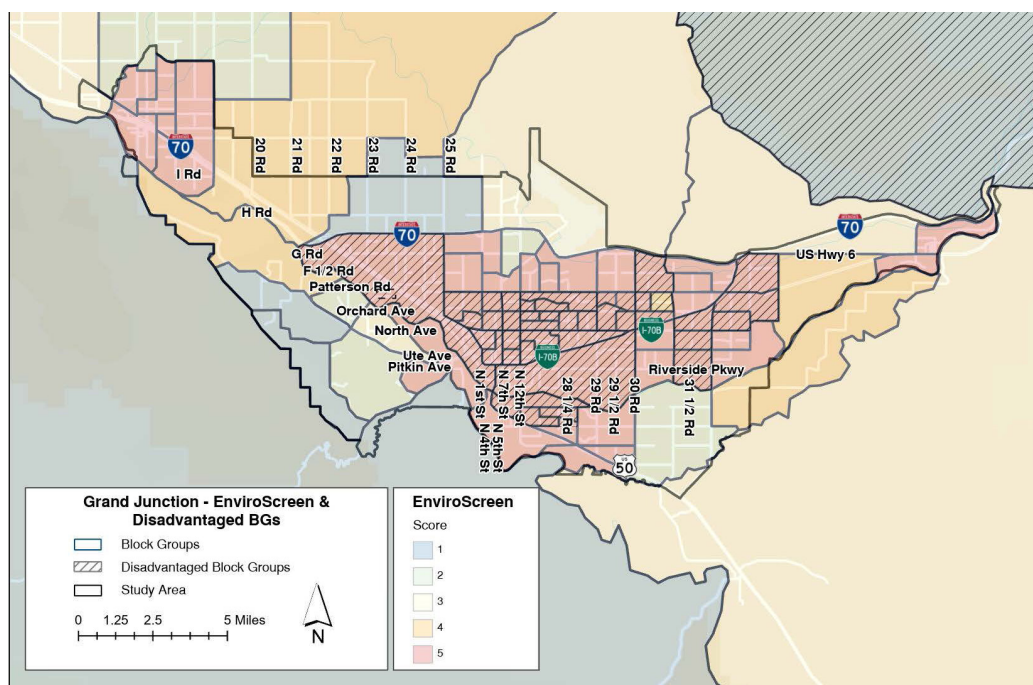 20 Rd
21 Rd
22 Rd
23 Rd
24 Rd
25 Rd
70
I Rd
H Rd
70
70
US Hwy 6
G Rd
F 1/2 Rd
Patterson Rd
Orchard Ave
North Ave
I-70B
Ute Ave
I-70B
Pitkin Ave
Riverside Pkwy
N 1st St
N 7th St
N 12th St
28 1/4 Rd
29 Rd
29 1/2 Rd
30 Rd
31 1/2 Rd
N 4th St
N 5th St
US
50
Grand Junction - EnviroScreen &
Disadvantaged BGs
Block Groups
Disadvantaged Block Groups
Study Area
0 1.25 2.5 5 Miles
N
EnviroScreen
Score
1
2
3
4
5